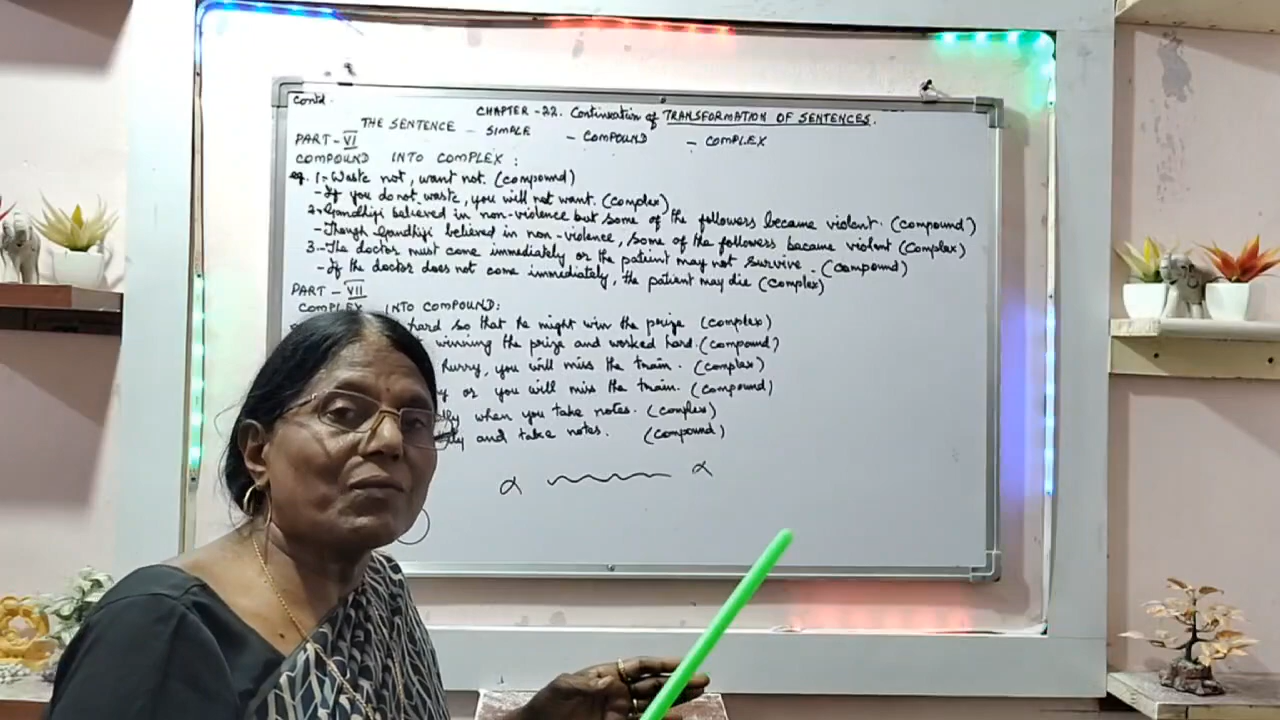 Contd.
CHAPTER -22. Continuation of TRANSFORMATION OF SENTENCES.
THE SENTENCE - SIMPLE - COMPOUND - COMPLEX
PART - VI
COMPOUND INTO COMPLEX :
eg. 1- Waste not, want not. (compound)
- If you do not waste, you will not want. (complex)
2- Gandhiji believed in non-violence but some of the followers became violent. (compound)
- Though Gandhiji believed in non-violence, some of the followers became violent (complex)
3.- The doctor must come immediately or the patient may not survive. (compound)
- If the doctor does not come immediately, the patient may die (complex)
PART - VII
COMPLEX INTO COMPOUND:
hard so that he might win the prize (complex)
winning the prize and worked hard. (compound)
hurry, you will miss the train. (complex)
or you will miss the train. (compound)
when you take notes. (complex)
and take notes. (compound)